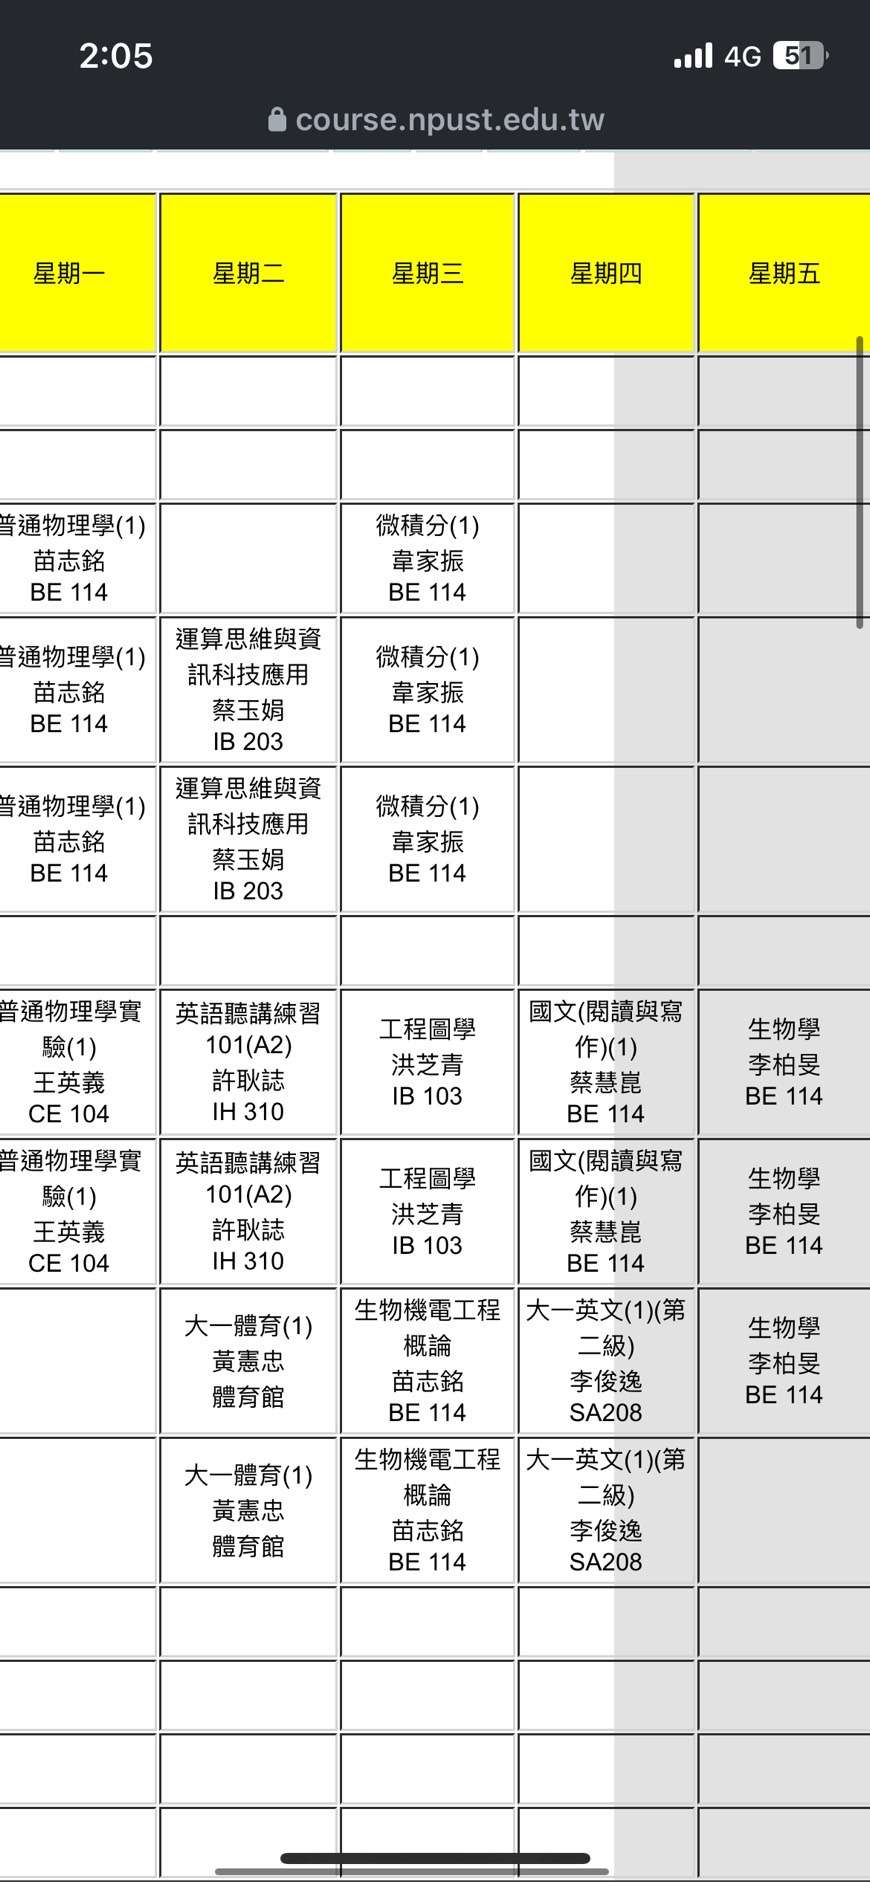 2:05
4G
51
course.npust.edu.tw
星期一
星期二
星期三
星期四
星期五
普通物理學(1)
苗志銘
BE 114
微積分(1)
韋家振
BE 114
普通物理學(1)
苗志銘
BE 114
運算思維與資
訊科技應用
蔡玉娟
IB 203
微積分(1)
韋家振
BE 114
普通物理學(1)
苗志銘
BE 114
運算思維與資
訊科技應用
蔡玉娟
IB 203
微積分(1)
韋家振
BE 114
普通物理學實
驗(1)
王英義
CE 104
英語聽講練習
101(A2)
許耿誌
IH 310
工程圖學
洪芝青
IB 103
國文(閱讀與寫
作)(1)
蔡慧崑
BE 114
生物學
李柏旻
BE 114
普通物理學實
驗(1)
王英義
CE 104
英語聽講練習
101(A2)
許耿誌
IH 310
工程圖學
洪芝青
IB 103
國文(閱讀與寫
作)(1)
蔡慧崑
BE 114
生物學
李柏旻
BE 114
大一體育(1)
黃憲忠
體育館
生物機電工程
概論
苗志銘
BE 114
大一英文(1)(第
二級)
李俊逸
SA208
生物學
李柏旻
BE 114
大一體育(1)
黃憲忠
體育館
生物機電工程
概論
苗志銘
BE 114
大一英文(1)(第
二級)
李俊逸
SA208